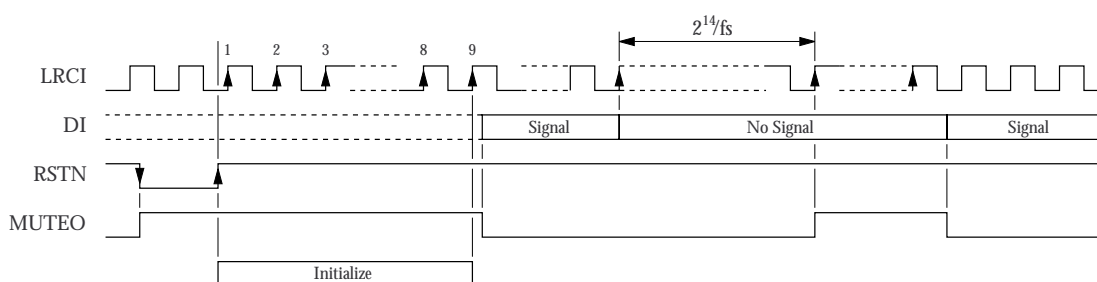 2^14/fs
1 2 3 8 9
LRCI
DI Signal No Signal Signal
RSTN
MUTEO
Initialize